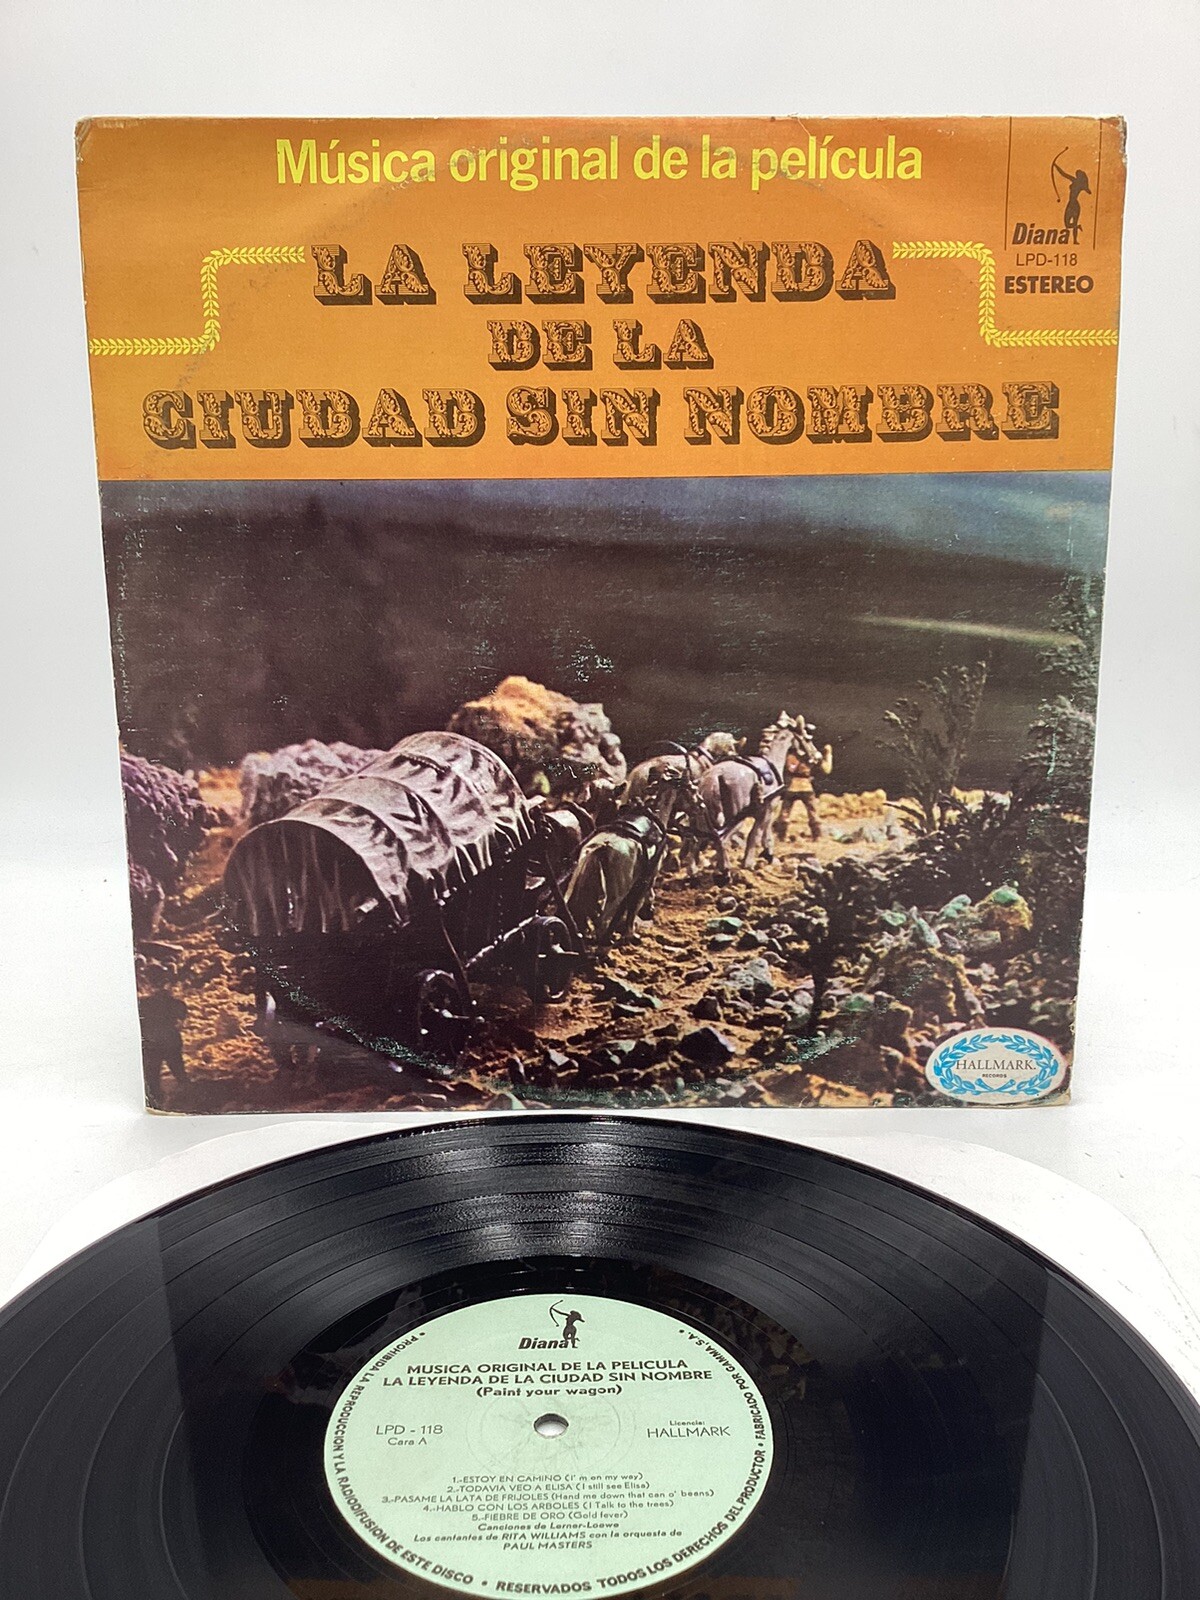 Música original de la película
Diana
LPD-118
ESTEREO
LA LEYENDA
DE LA
CIUDAD SIN NOMBRE
HALLMARK
RECORDS
Diana
MUSICA ORIGINAL DE LA PELICULA
LA LEYENDA DE LA CIUDAD SIN NOMBRE
(Paint your wagon)
LPD - 118
Cara A
Licencia:
HALLMARK
1.-ESTOY EN CAMINO (I'm on my way)
2.-TODAVIA VEO A ELISA (I still see Elisa)
3.-PASAME LA LATA DE FRIJOLES (Hand me down that can o' beans)
4.-HABLO CON LOS ARBOLES (I Talk to the trees)
5.-FIEBRE DE ORO (Gold fever)
Canciones de Lerner-Loewe
Los cantantes de RITA WILLIAMS con la orquesta de
PAUL MASTERS
• PROHIBIDA LA REPRODUCCION Y LA RADIODIFUSION DE ESTE DISCO • RESERVADOS TODOS LOS DERECHOS DEL PRODUCTOR • FABRICADO POR GAMMA, S.A. •